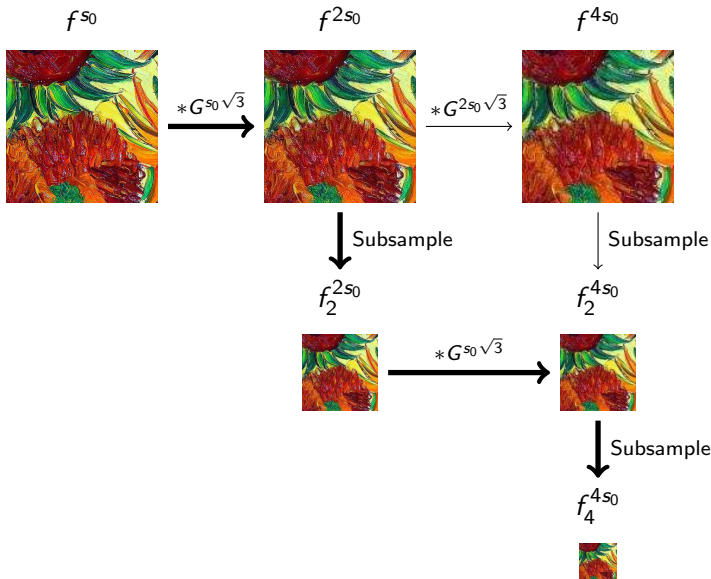 f^{s_0} f^{2s_0} f^{4s_0}
*G^{s_0√3} *G^{2s_0√3}
Subsample Subsample
f_2^{2s_0} f_2^{4s_0}
*G^{s_0√3}
Subsample
f_4^{4s_0}